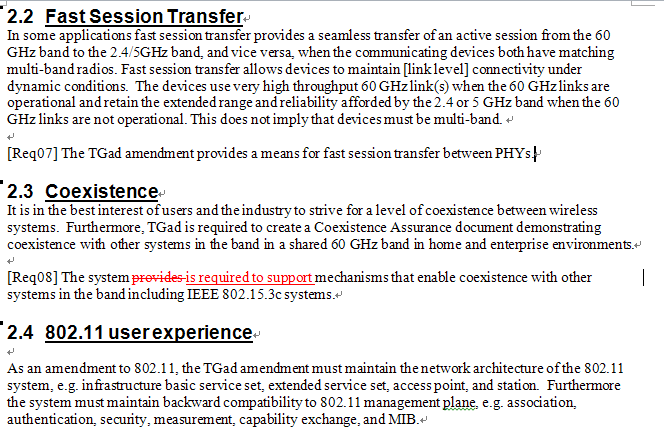 2.2 Fast Session Transfer
In some applications fast session transfer provides a seamless transfer of an active session from the 60
GHz band to the 2.4/5GHz band, and vice versa, when the communicating devices both have matching
multi-band radios. Fast session transfer allows devices to maintain [link level] connectivity under
dynamic conditions. The devices use very high throughput 60 GHz link(s) when the 60 GHz links are
operational and retain the extended range and reliability afforded by the 2.4 or 5 GHz band when the 60
GHz links are not operational. This does not imply that devices must be multi-band.
[Req07] The TGad amendment provides a means for fast session transfer between PHYs.
2.3 Coexistence
It is in the best interest of users and the industry to strive for a level of coexistence between wireless
systems. Furthermore, TGad is required to create a Coexistence Assurance document demonstrating
coexistence with other systems in the band in a shared 60 GHz band in home and enterprise environments.
[Req08] The system provides is required to support mechanisms that enable coexistence with other
systems in the band including IEEE 802.15.3c systems.
2.4 802.11 user experience
As an amendment to 802.11, the TGad amendment must maintain the network architecture of the 802.11
system, e.g. infrastructure basic service set, extended service set, access point, and station. Furthermore
the system must maintain backward compatibility to 802.11 management plane, e.g. association,
authentication, security, measurement, capability exchange, and MIB.